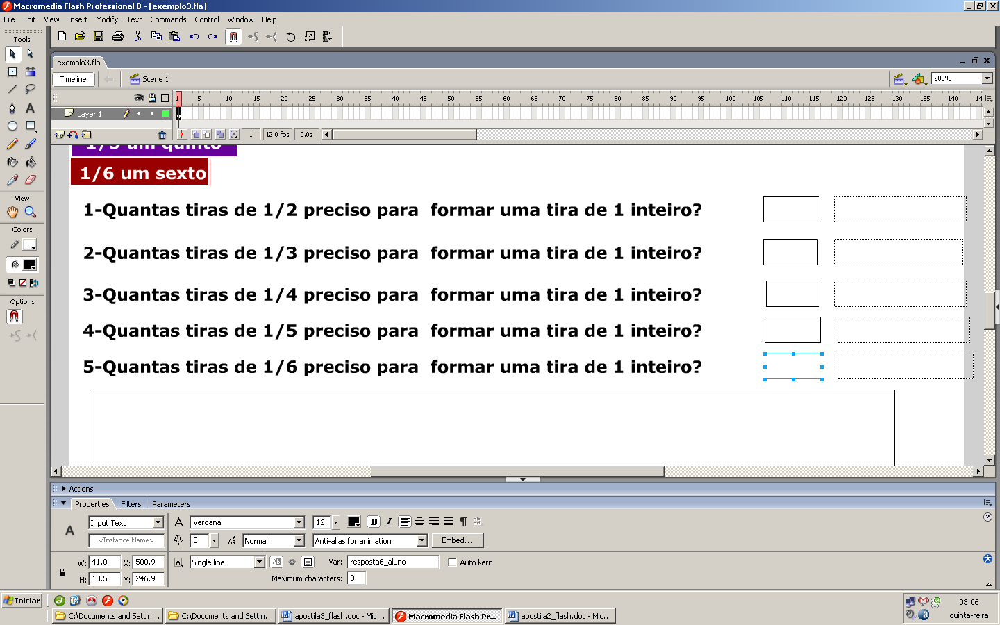 Macromedia Flash Professional 8 - [exemplo3.fla]
File Edit View Insert Modify Text Commands Control Window Help
Tools
exemplo3.fla
Timeline
Scene 1
200%
1 5 10 15 20 25 30 35 40 45 50 55 60 65 70 75 80 85 90 95 100 105 110 115 120 125 130 135 140 14
Layer 1
1 12.0 fps 0.0s
1/5 um quinto
1/6 um sexto
View
Colors
Options
1-Quantas tiras de 1/2 preciso para formar uma tira de 1 inteiro?
2-Quantas tiras de 1/3 preciso para formar uma tira de 1 inteiro?
3-Quantas tiras de 1/4 preciso para formar uma tira de 1 inteiro?
4-Quantas tiras de 1/5 preciso para formar uma tira de 1 inteiro?
5-Quantas tiras de 1/6 preciso para formar uma tira de 1 inteiro?
Actions
Properties Filters Parameters
Input Text A Verdana 12 B I
<Instance Name> A/V 0 Normal Anti-alias for animation Embed...
W: 41.0 X: 500.9 Single line Var: resposta6_aluno Auto kern
H: 18.5 Y: 246.9 Maximum characters: 0
Iniciar
03:06
C:\Documents and Settin... C:\Documents and Settin... apostila3_flash.doc - Mic... Macromedia Flash Pr... apostila2_flash.doc - Mic... quinta-feira